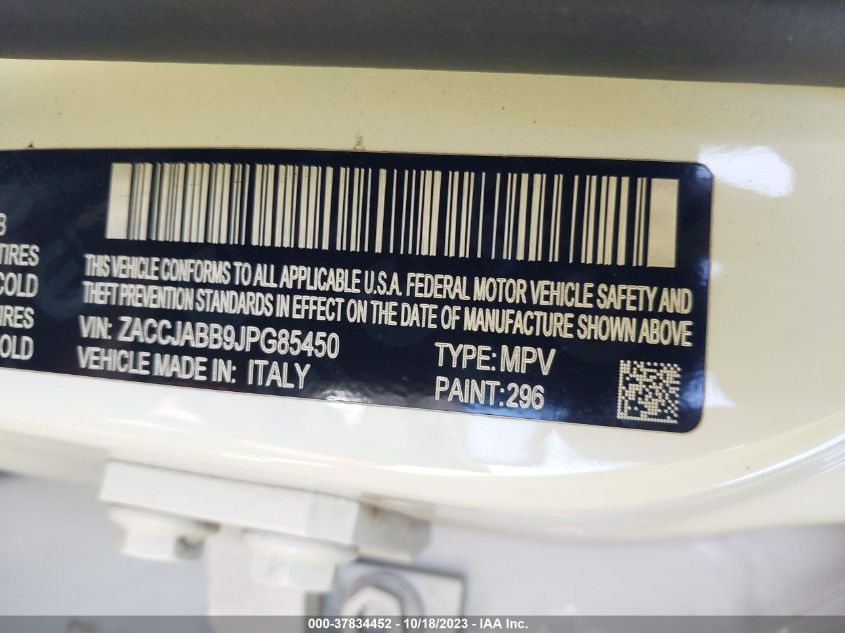 B
TIRES
COLD
IRES
OLD
THIS VEHICLE CONFORMS TO ALL APPLICABLE U.S.A. FEDERAL MOTOR VEHICLE SAFETY AND
THEFT PREVENTION STANDARDS IN EFFECT ON THE DATE OF MANUFACTURE SHOWN ABOVE
VIN: ZACCJABB9JPG85450
VEHICLE MADE IN: ITALY
TYPE: MPV
PAINT: 296
000-37834452 - 10/18/2023 - © IAA Inc.